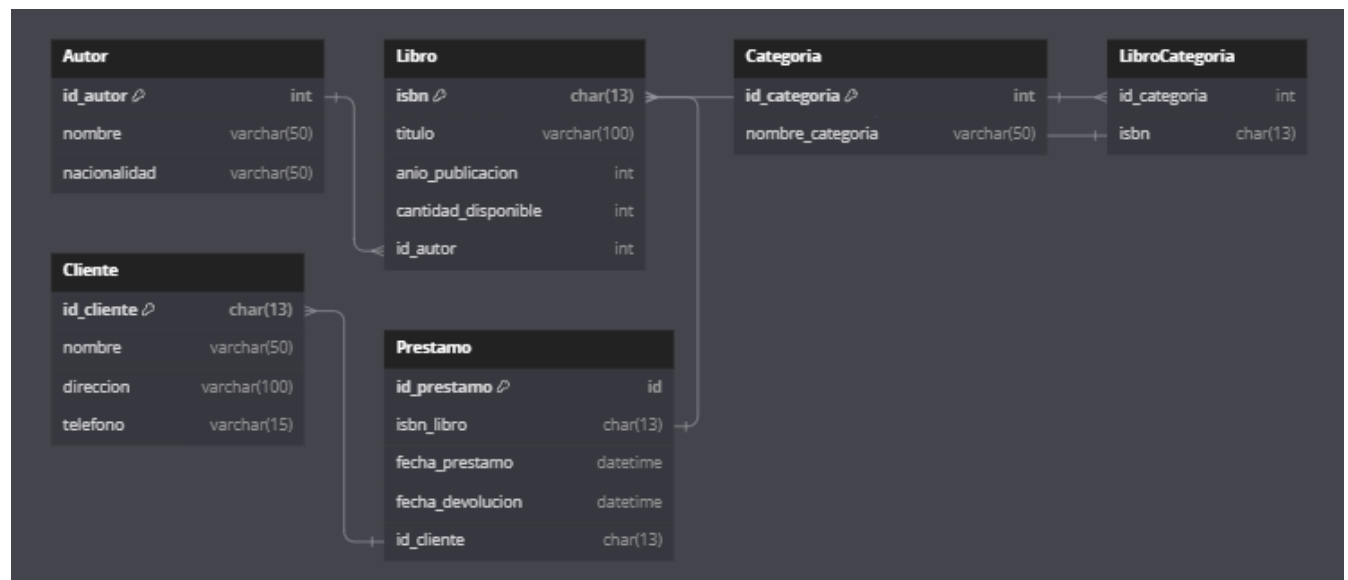 Autor
id_autor int
nombre varchar(50)
nacionalidad varchar(50)
Libro
isbn char(13)
titulo varchar(100)
anio_publicacion int
cantidad_disponible int
id_autor int
Categoria
id_categoria int
nombre_categoria varchar(50)
LibroCategoria
id_categoria int
isbn char(13)
Cliente
id_cliente char(13)
nombre varchar(50)
direccion varchar(100)
telefono varchar(15)
Prestamo
id_prestamo id
isbn_libro char(13)
fecha_prestamo datetime
fecha_devolucion datetime
id_cliente char(13)